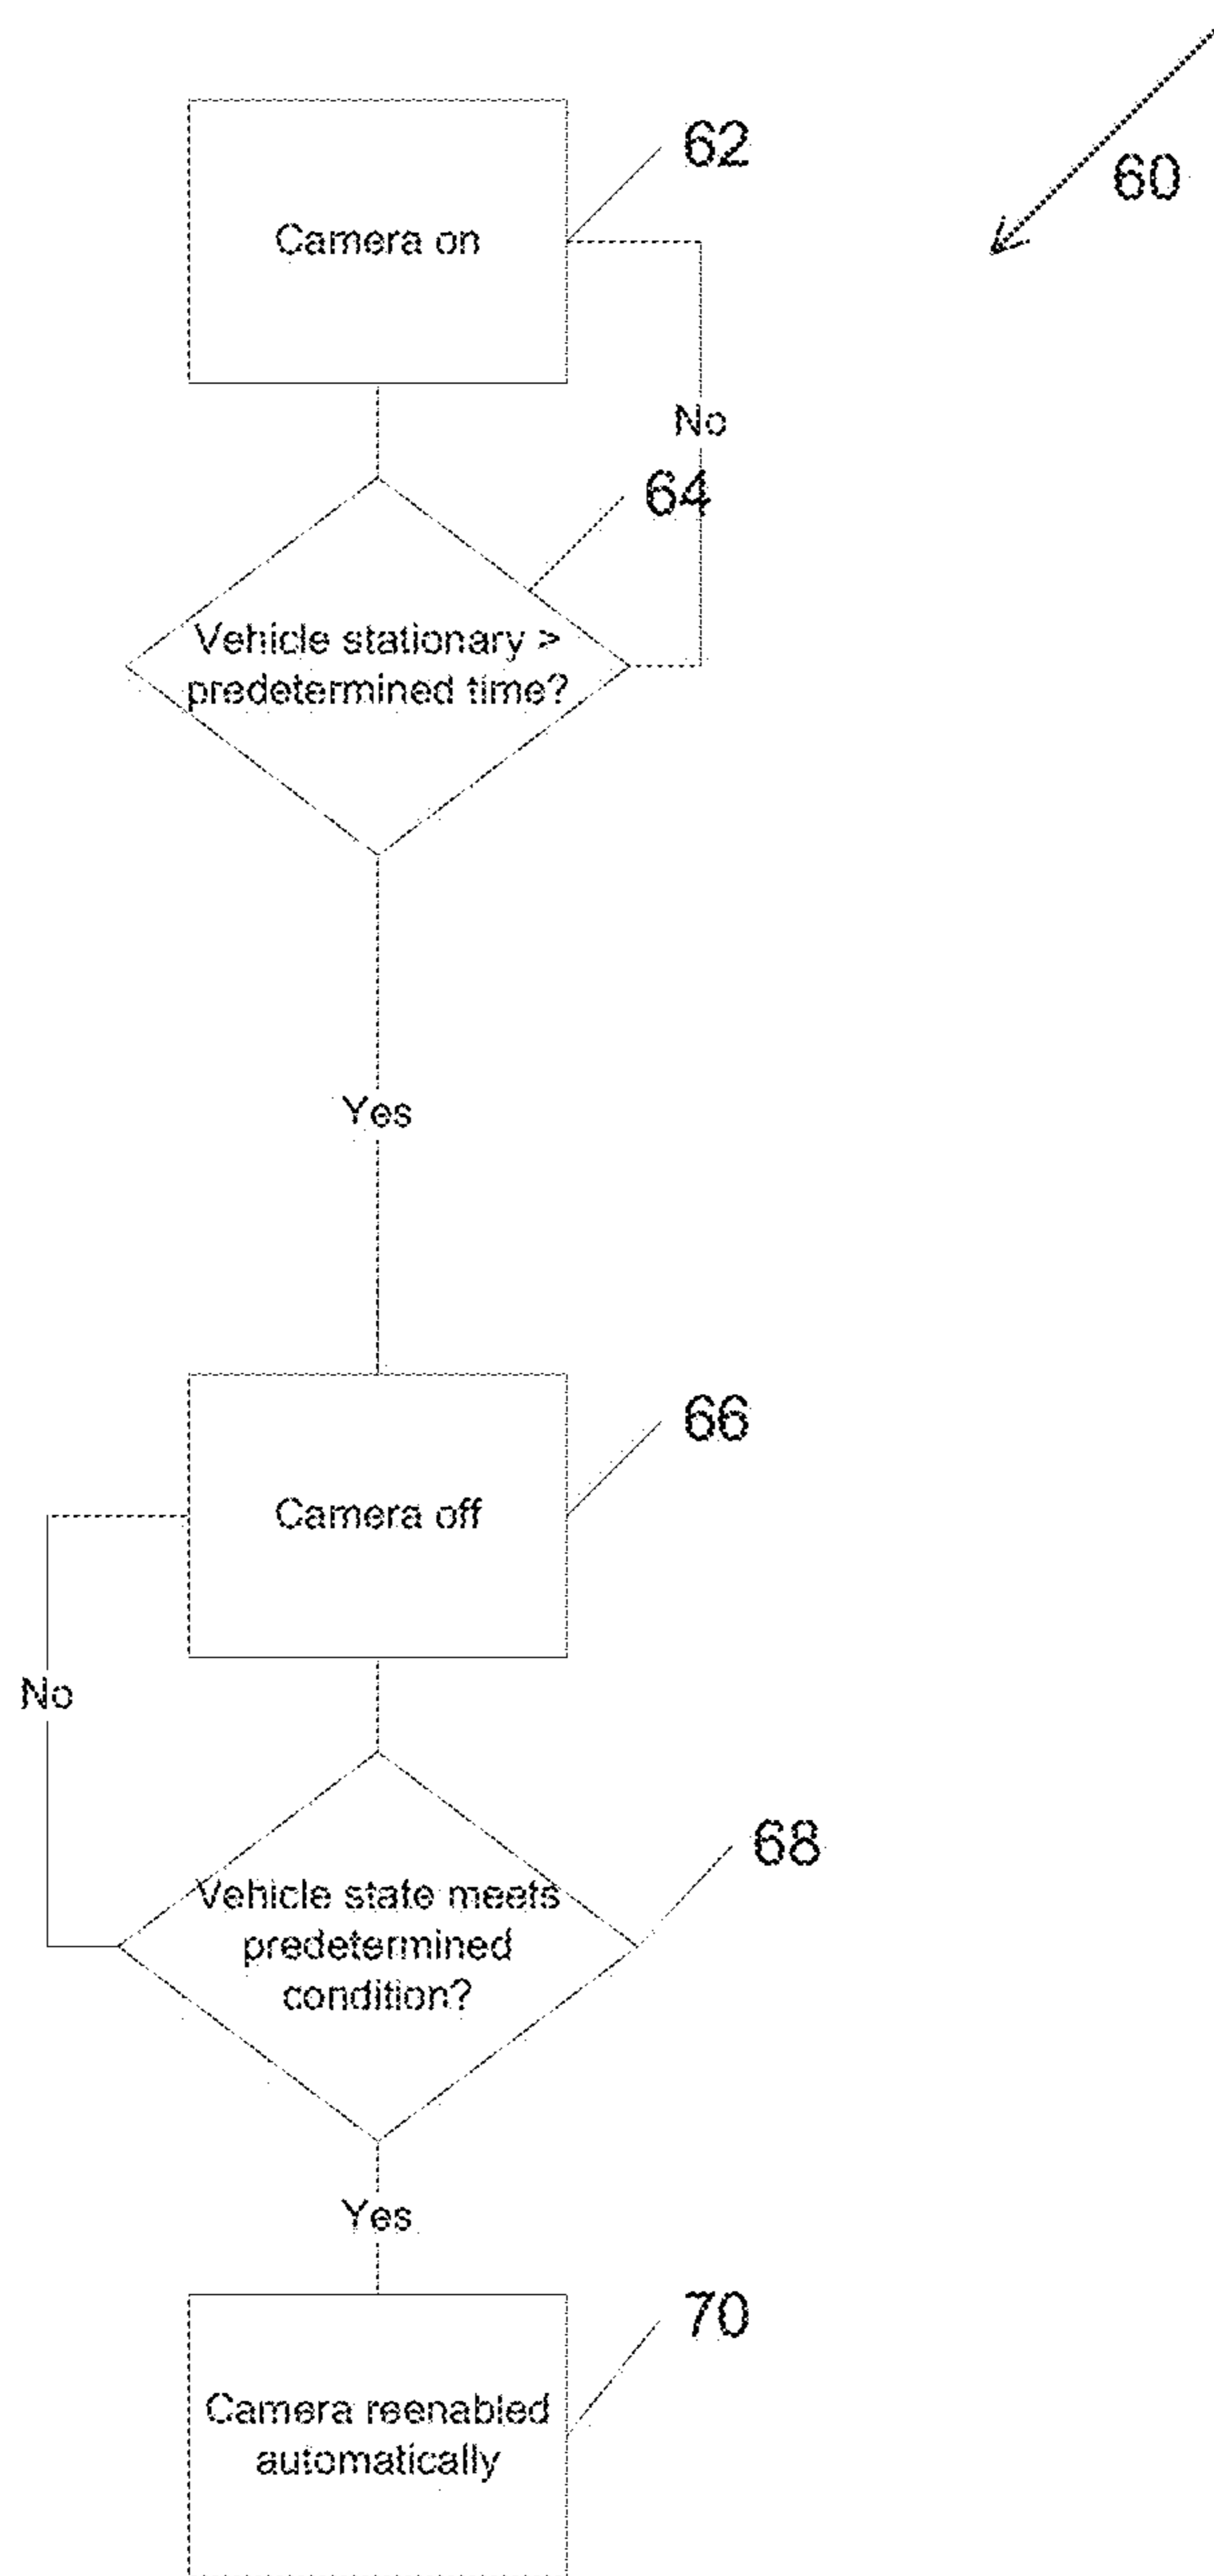 62
60
Camera on
No
64
Vehicle stationary >
predetermined time?
Yes
66
Camera off
No
68
Vehicle state meets
predetermined
condition?
Yes
70
Camera reenabled
automatically